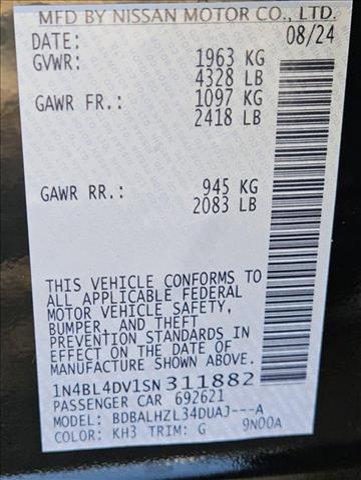 MFD BY NISSAN MOTOR CO., LTD.
DATE: 08/24
GVWR: 1963 KG
4328 LB
GAWR FR.: 1097 KG
2418 LB
GAWR RR.: 945 KG
2083 LB
THIS VEHICLE CONFORMS TO
ALL APPLICABLE FEDERAL
MOTOR VEHICLE SAFETY,
BUMPER, AND THEFT
PREVENTION STANDARDS IN
EFFECT ON THE DATE OF
MANUFACTURE SHOWN ABOVE.
1N4BL4DV1SN311882
PASSENGER CAR 692621
MODEL: BDBALHZL34DUAJ---A
COLOR: KH3 TRIM: G 9N00A